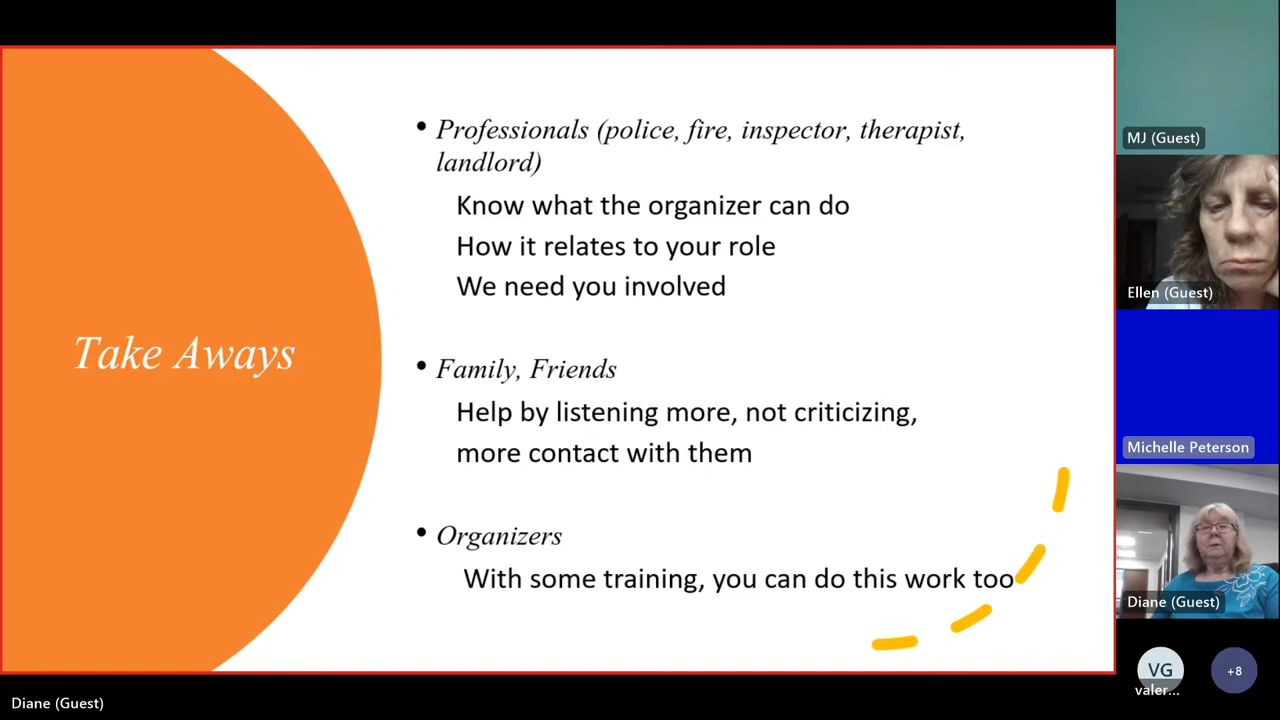 Take Aways
• Professionals (police, fire, inspector, therapist,
landlord)
Know what the organizer can do
How it relates to your role
We need you involved
• Family, Friends
Help by listening more, not criticizing,
more contact with them
• Organizers
With some training, you can do this work too
MJ (Guest)
Ellen (Guest)
Michelle Peterson
Diane (Guest)
VG
valer...
+8
Diane (Guest)